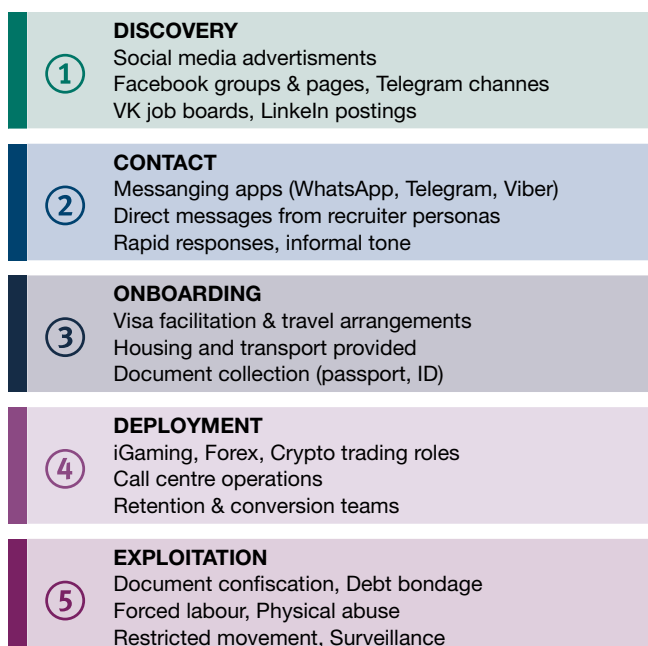 DISCOVERY
Social media advertisments
Facebook groups & pages, Telegram channes
VK job boards, LinkeIn postings
1
CONTACT
Messanging apps (WhatsApp, Telegram, Viber)
Direct messages from recruiter personas
Rapid responses, informal tone
2
ONBOARDING
Visa facilitation & travel arrangements
Housing and transport provided
Document collection (passport, ID)
3
DEPLOYMENT
iGaming, Forex, Crypto trading roles
Call centre operations
Retention & conversion teams
4
EXPLOITATION
Document confiscation, Debt bondage
Forced labour, Physical abuse
Restricted movement, Surveillance
5